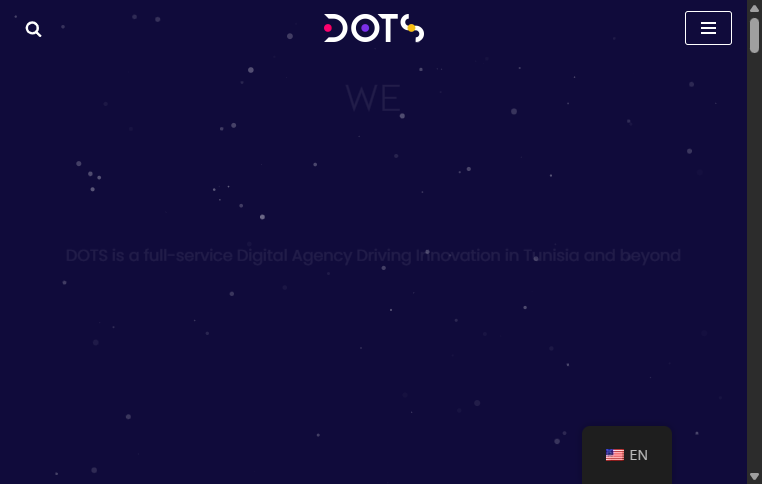 DOTS
WE
DOTS is a full-service Digital Agency Driving Innovation in Tunisia and beyond
EN